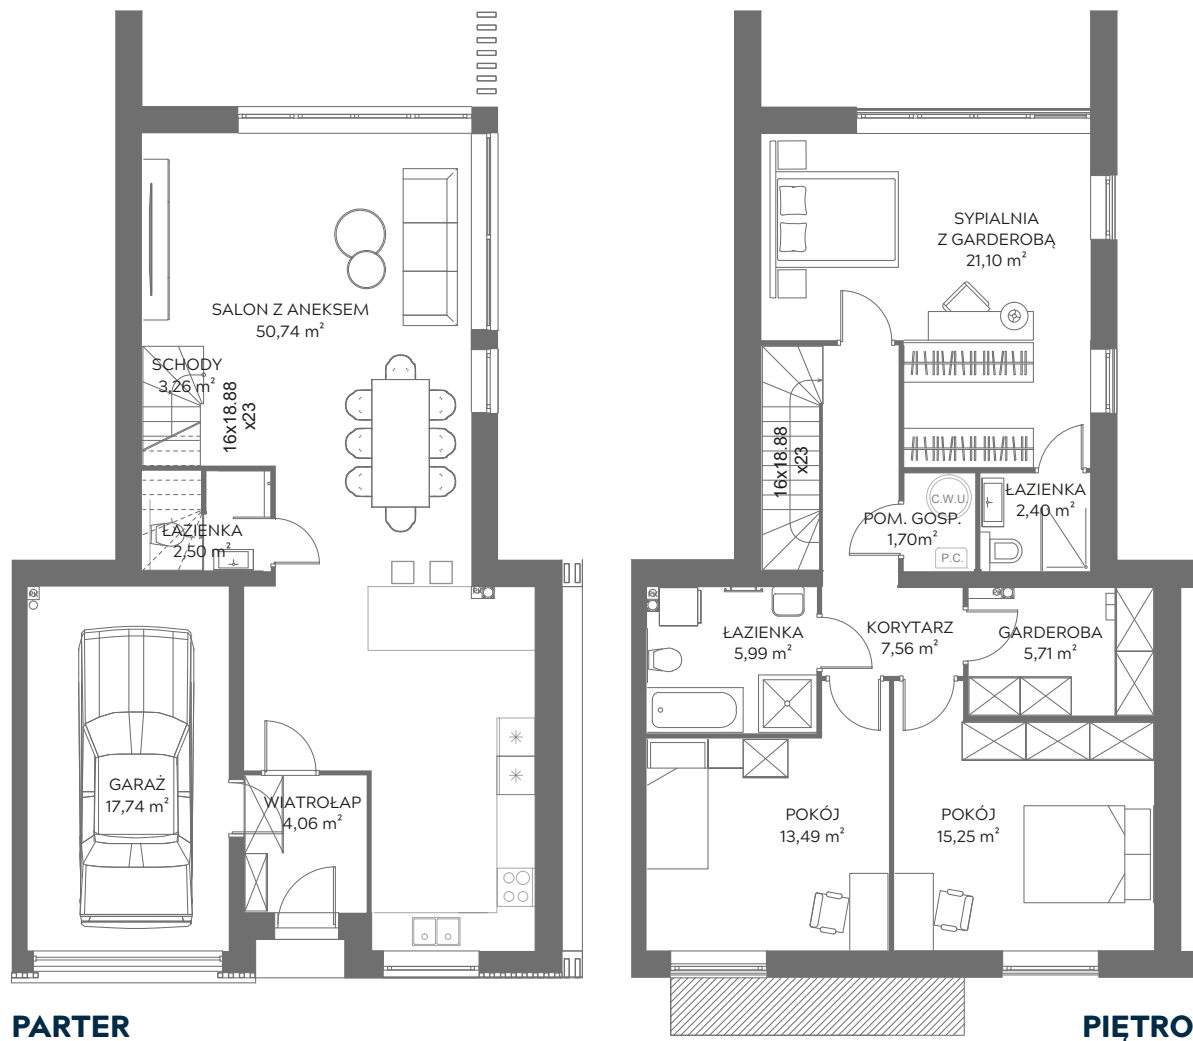 SALON Z ANEKSEM
50,74 m²
SCHODY
3,26 m²
16x18.88
x23
ŁAZIENKA
2,50 m²
GARAŻ
17,74 m²
WIATROŁAP
4,06 m²
PARTER
SYPIALNIA
Z GARDEROBĄ
21,10 m²
16x18.88
x23
C.W.U.
ŁAZIENKA
2,40 m²
POM. GOSP.
1,70m²
P.C.
ŁAZIENKA
5,99 m²
KORYTARZ
7,56 m²
GARDEROBA
5,71 m²
POKÓJ
13,49 m²
POKÓJ
15,25 m²
PIĘTRO